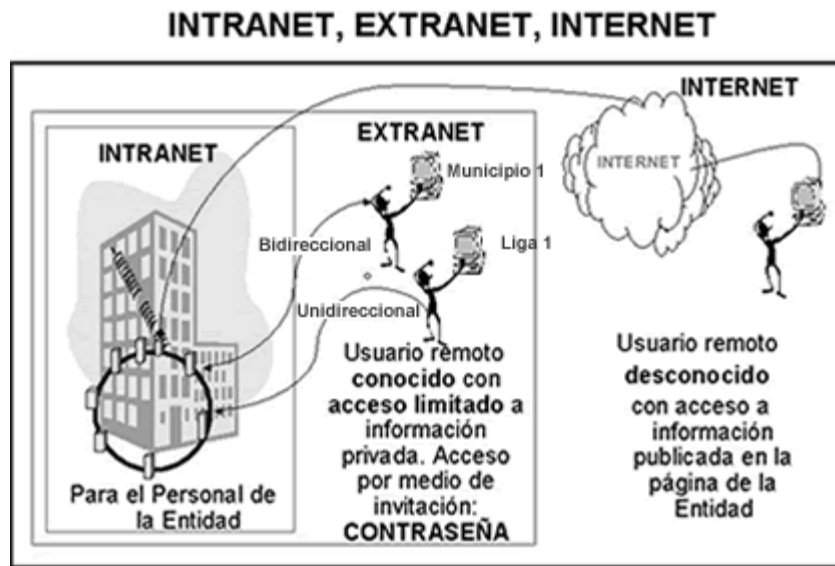 INTRANET, EXTRANET, INTERNET
INTERNET
EXTRANET
INTRANET
INTERNET
Municipio 1
Bidireccional
Liga 1
Unidireccional
Para el Personal de
la Entidad
Usuario remoto
conocido con
acceso limitado a
información
privada. Acceso
por medio de
invitación:
CONTRASEÑA
Usuario remoto
desconocido
con acceso a
información
publicada en la
página de la
Entidad